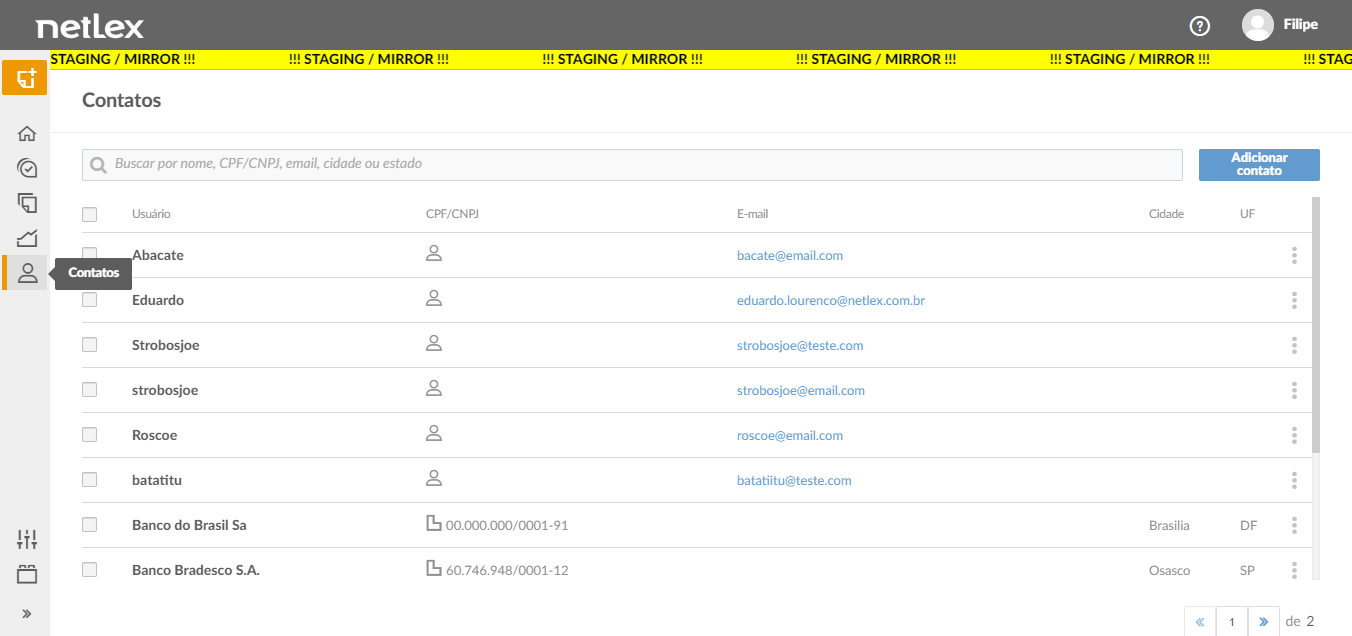 netlex
Filipe
STAGING / MIRROR !!! !!! STAGING / MIRROR !!! !!! STAGING / MIRROR !!! !!! STAGING / MIRROR !!! !!! STAGING / MIRROR !!! !!! STAG
Contatos
Buscar por nome, CPF/CNPJ, email, cidade ou estado
Adicionar
contato
Usuário CPF/CNPJ E-mail Cidade UF
Abacate bacate@email.com
Contatos
Eduardo eduardo.lourenco@netlex.com.br
Strobosjoe strobosjoe@teste.com
strobosjoe strobosjoe@email.com
Roscoe roscoe@email.com
batatitu batatiitu@teste.com
Banco do Brasil Sa 00.000.000/0001-91 Brasilia DF
Banco Bradesco S.A. 60.746.948/0001-12 Osasco SP
« 1 » de 2
»